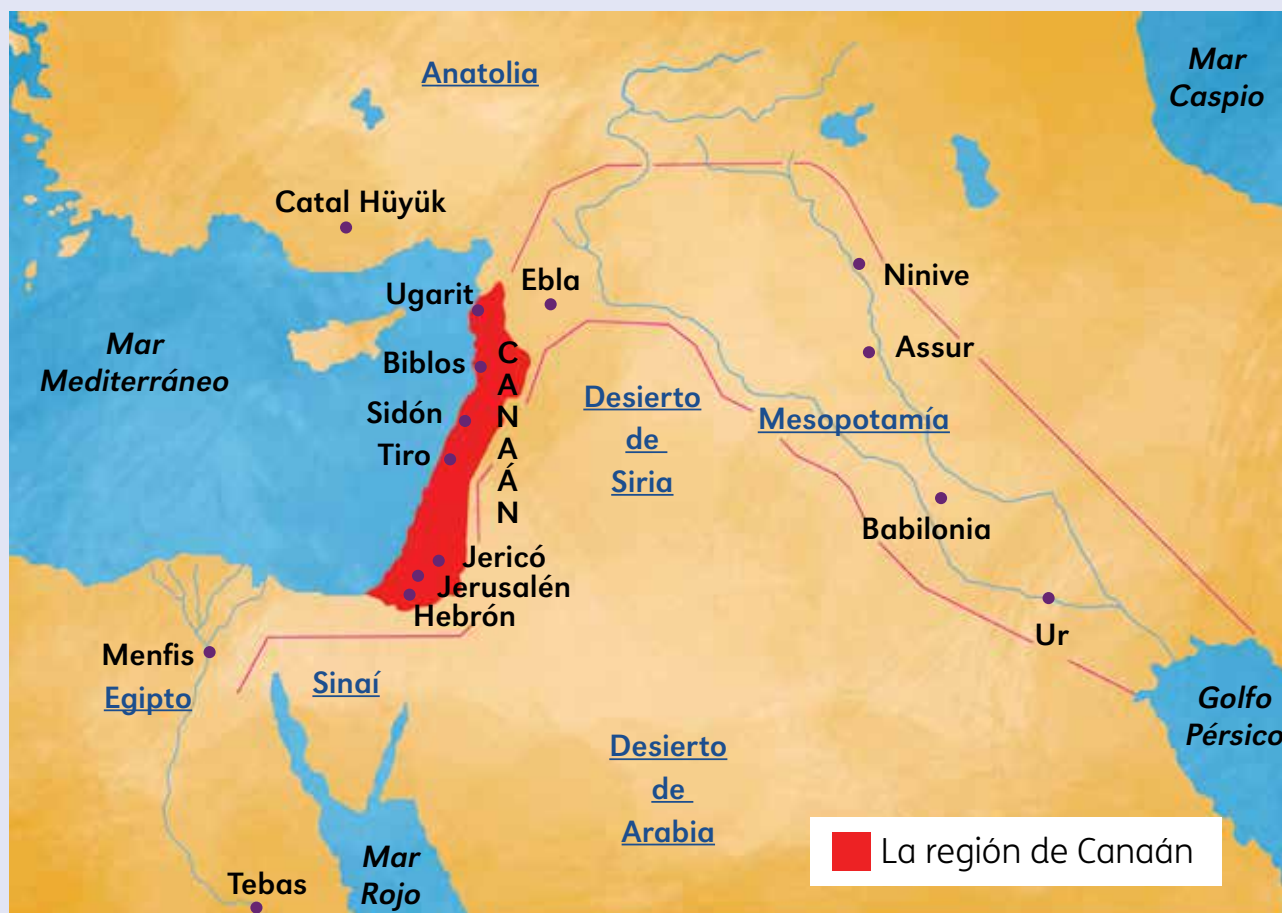 Anatolia
Mar
Caspio
Catal Hüyük
Ugarit
Ebla
Ninive
Mar
Mediterráneo
Biblos
CANAÁN
Assur
Sidón
Desierto
de
Siria
Mesopotamía
Tiro
Babilonia
Jericó
Jerusalén
Hebrón
Ur
Menfis
Egipto
Sinaí
Golfo
Pérsico
Desierto
de
Arabia
La región de Canaán
Mar
Rojo
Tebas